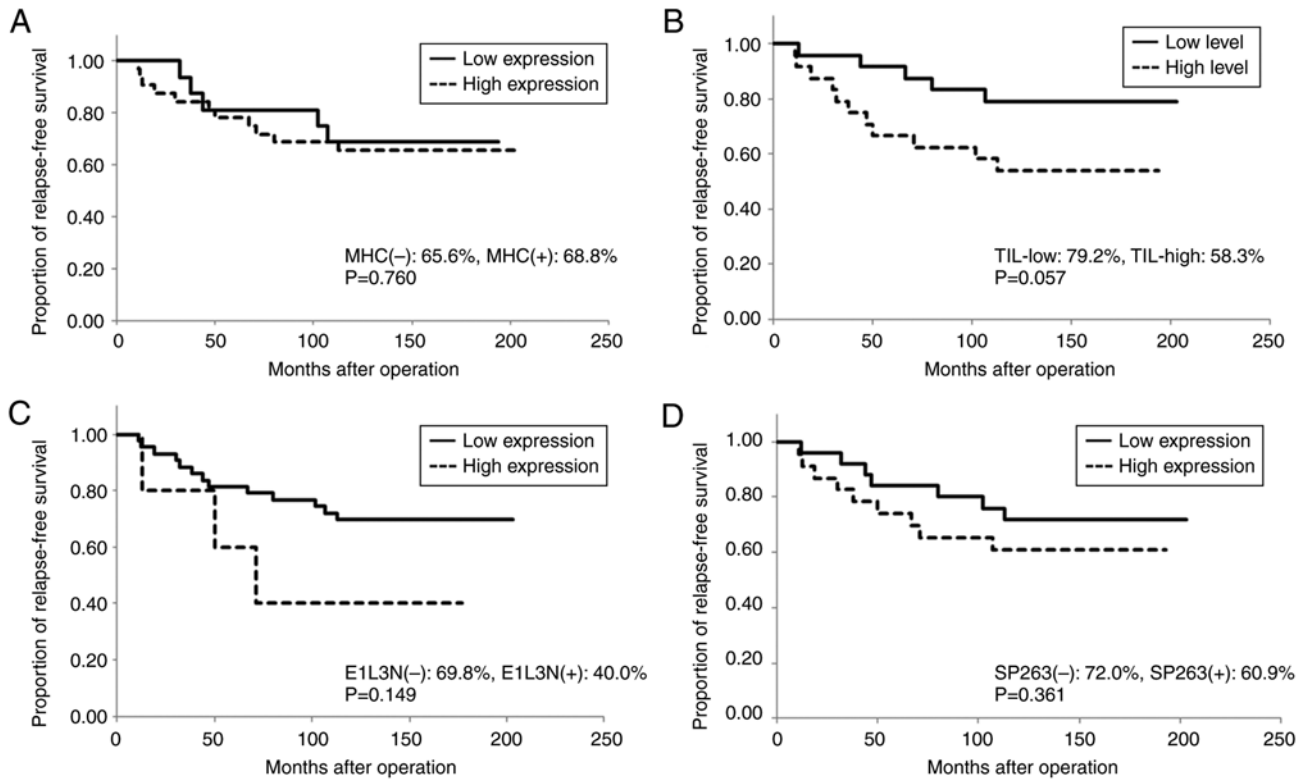 A
Proportion of relapse-free survival
1.00
0.80
0.60
0.40
0.20
0.00
Low expression
High expression
MHC(–): 65.6%, MHC(+): 68.8%
P=0.760
0 50 100 150 200 250
Months after operation
B
Proportion of relapse-free survival
1.00
0.80
0.60
0.40
0.20
0.00
Low level
High level
TIL-low: 79.2%, TIL-high: 58.3%
P=0.057
0 50 100 150 200 250
Months after operation
C
Proportion of relapse-free survival
1.00
0.80
0.60
0.40
0.20
0.00
Low expression
High expression
E1L3N(–): 69.8%, E1L3N(+): 40.0%
P=0.149
0 50 100 150 200 250
Months after operation
D
Proportion of relapse-free survival
1.00
0.80
0.60
0.40
0.20
0.00
Low expression
High expression
SP263(–): 72.0%, SP263(+): 60.9%
P=0.361
0 50 100 150 200 250
Months after operation